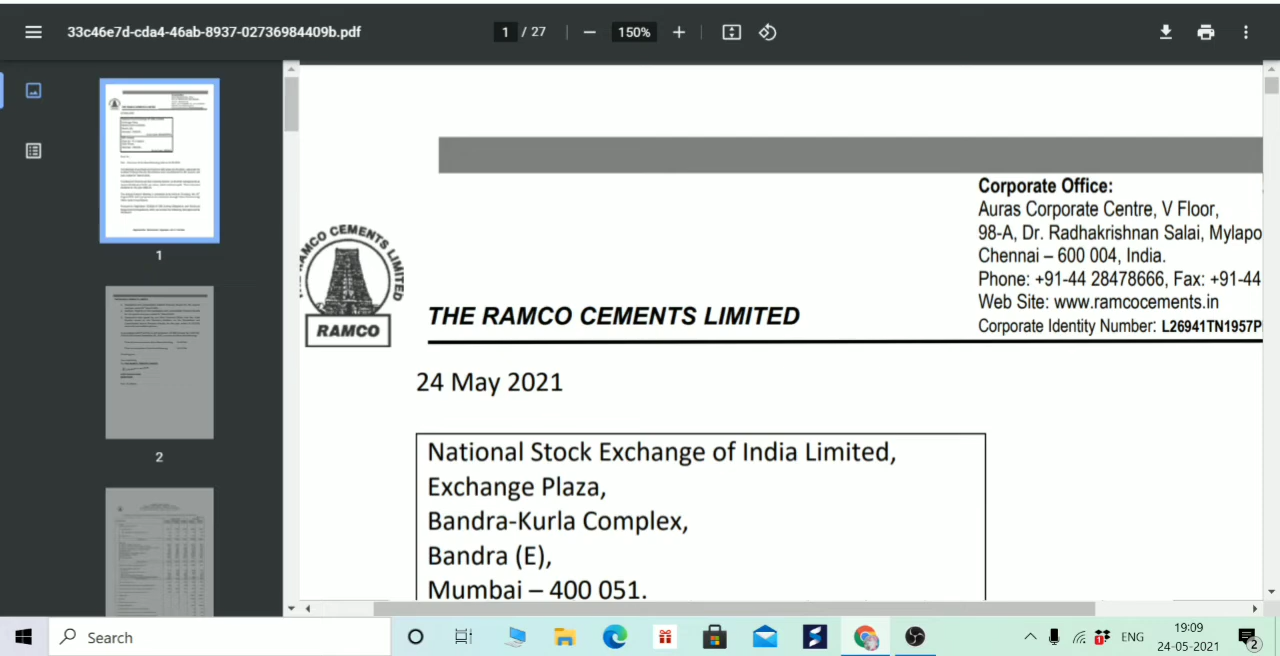 33c46e7d-cda4-46ab-8937-02736984409b.pdf
1 / 27
150%
1
2
Corporate Office:
Auras Corporate Centre, V Floor,
98-A, Dr. Radhakrishnan Salai, Mylapo
Chennai – 600 004, India.
Phone: +91-44 28478666, Fax: +91-44
Web Site: www.ramcocements.in
Corporate Identity Number: L26941TN1957P
RAMCO CEMENTS LIMITED
RAMCO
THE RAMCO CEMENTS LIMITED
24 May 2021
National Stock Exchange of India Limited,
Exchange Plaza,
Bandra-Kurla Complex,
Bandra (E),
Mumbai – 400 051.
Search
ENG
19:09
24-05-2021
2